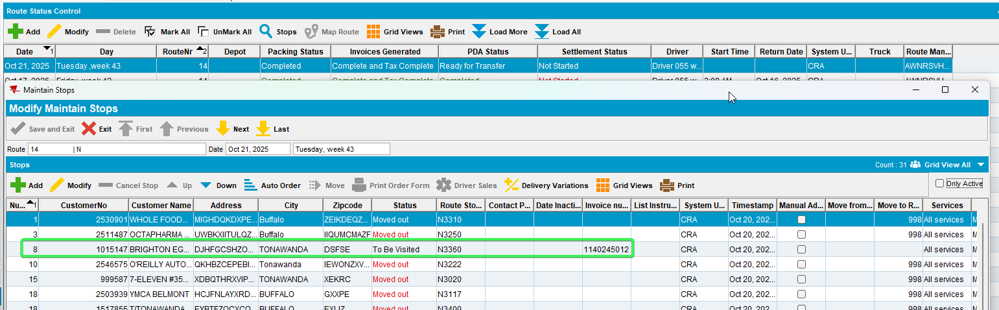 Route Status Control
Add Modify Delete Mark All UnMark All Stops Map Route Grid Views Print Load More Load All
Date 1 Day RouteNr 2 Depot Packing Status Invoices Generated PDA Status Settlement Status Driver Start Time Return Date System U... Truck Route Man...
Oct 21, 2025 Tuesday ,week 43 14 Completed Complete and Tax Complete Ready for Transfer Not Started Driver 055 w... CRA AWNRSVH...
Oct 17, 2025 Friday ,week 42 14 Completed Complete and Tax Complete Completed Not Started Driver 055 w... 3:00 AM Oct 16, 2025 CRA AWNRSVH...
Maintain Stops
Modify Maintain Stops
Save and Exit Exit First Previous Next Last
Route 14 | N Date Oct 21, 2025 Tuesday, week 43
Stops Count : 31 Grid View All
Add Modify Cancel Stop Up Down Auto Order Move Print Order Form Driver Sales Delivery Variations Grid Views Print Only Active
Nu... 1 CustomerNo Customer Name Address City Zipcode Status Route Sto... Contact P... Date Inacti... Invoice nu... List Instru... System U... Timestamp Manual Ad... Move from... Move to R... Services
1 2530901 WHOLE FOOD... MIGHDQKDXPE... Buffalo ZEIKDEQZ... Moved out N3310 CRA Oct 20, 202... 998 All services M
3 2511487 OCTAPHARMA ... UWBKXIITULQZ... Buffalo IIQUMCMAZF Moved out N3250 CRA Oct 20, 202... 998 All services M
8 1015147 BRIGHTON EG... DJHFGCSHZO... TONAWANDA DSFSE To Be Visited N3360 1140245012 CRA Oct 20, 202... All services M
10 2546575 O'REILLY AUTO... QKHBZCEPEBI... Tonawanda IEWONZXV... Moved out N3222 CRA Oct 20, 202... 998 All services M
15 999587 7-ELEVEN #35... XDBQTHRXVIP... TONAWANDA XEKRC Moved out N3020 CRA Oct 20, 202... 998 All services M
18 2503939 YMCA BELMONT HCJFNLAYXRD... BUFFALO GXXPE Moved out N3117 CRA Oct 20, 202... 998 All services M
18 1517855 T/TONAWANDA BUFFALO Moved out N3400 CRA Oct 20, 202... 998 All services M